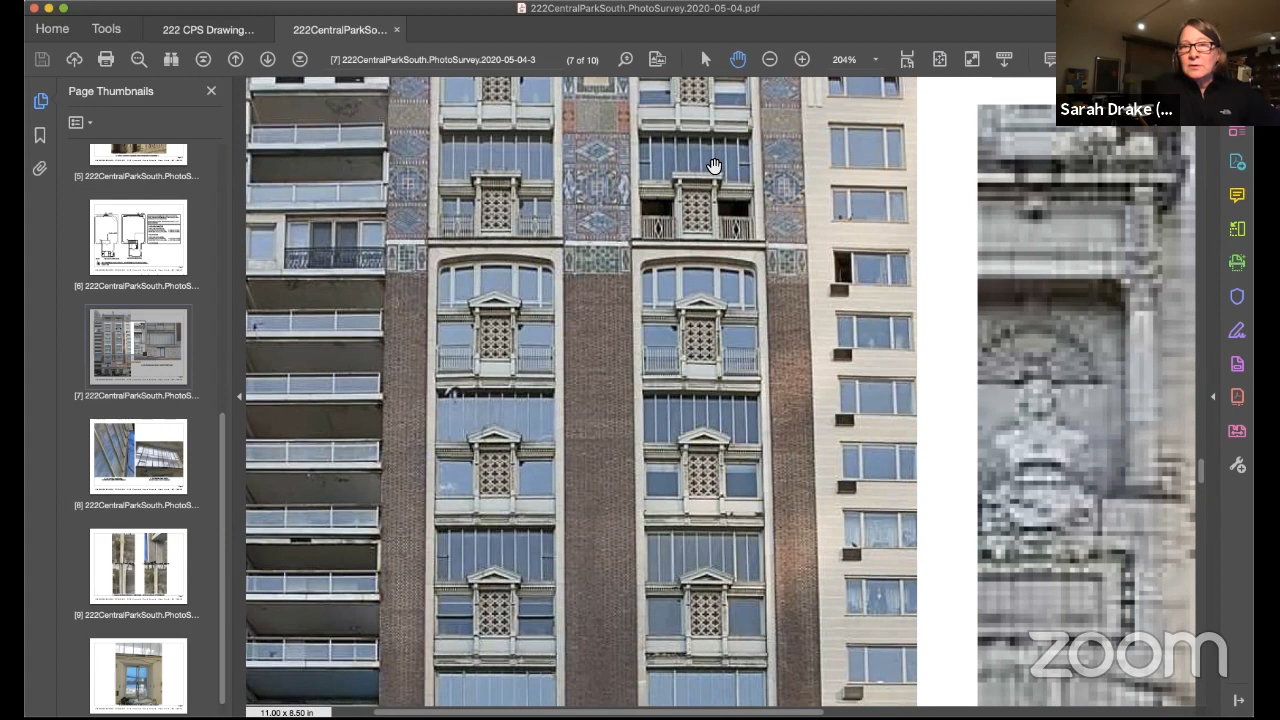 222CentralParkSouth.PhotoSurvey.2020-05-04.pdf
Home
Tools
222 CPS Drawing...
222CentralParkSo...
[7] 222CentralParkSouth.PhotoSurvey.2020-05-04-3
(7 of 10)
204%
Sarah Drake (...
Page Thumbnails
[5] 222CentralParkSouth.PhotoS...
[6] 222CentralParkSouth.PhotoS...
[7] 222CentralParkSouth.PhotoS...
[8] 222CentralParkSouth.PhotoS...
[9] 222CentralParkSouth.PhotoS...
11.00 x 8.50 in
zoom